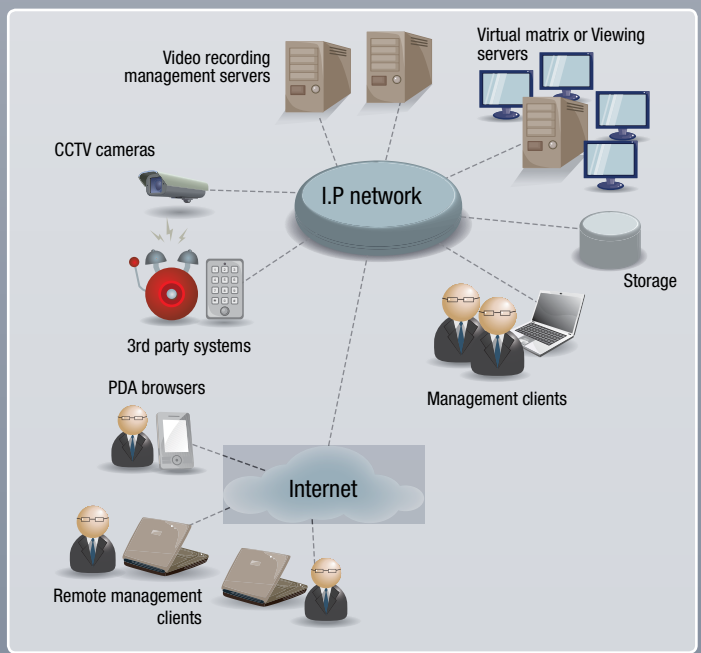 Video recording
management servers
Virtual matrix or Viewing
servers
CCTV cameras
I.P network
Storage
3rd party systems
Management clients
PDA browsers
Internet
Remote management
clients